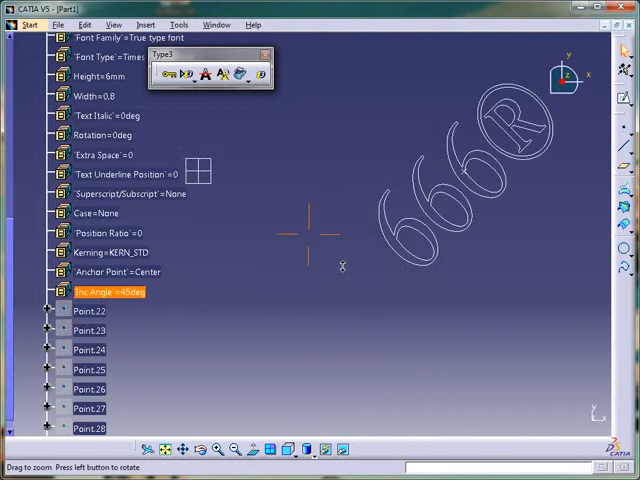 CATIA V5 - [Part1]
Start File Edit View Insert Tools Window Help
`Font Family`=True type font
`Font Type`=Times
Type3
Height=6mm
Width=0,8
`Text Italic`=0deg
Rotation=0deg
`Extra Space`=0
`Text Underline Position`=0
`Superscript/Subscript`=None
Case=None
`Position Ratio`=0
Kerning=KERN_STD
`Anchor Point`=Center
`Inc Angle`=45deg
Point.22
Point.23
Point.24
Point.25
Point.26
Point.27
Point.28
666®
y
z x
y
x
DS CATIA
Drag to zoom Press left button to rotate